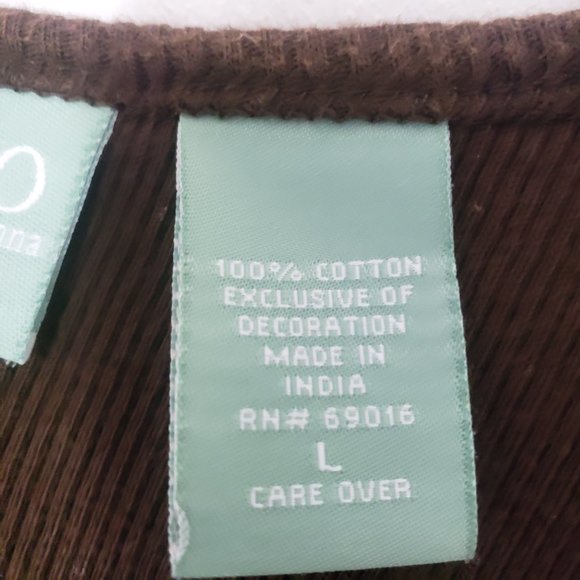 100% COTTON
EXCLUSIVE OF
DECORATION
MADE IN
INDIA
RN# 69016
L
CARE OVER